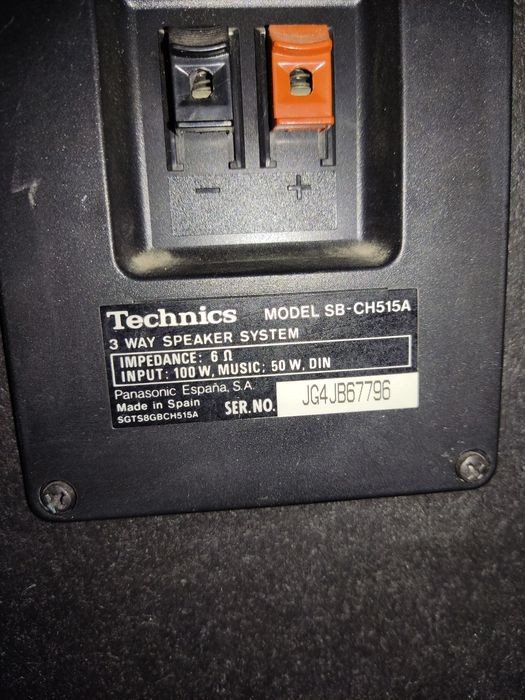 - +
Technics MODEL SB-CH515A
3 WAY SPEAKER SYSTEM
IMPEDANCE: 6 Ω
INPUT: 100 W, MUSIC; 50 W, DIN
Panasonic España, S.A.
Made in Spain
SGTS8GBCH515A
SER.NO. JG4JB67796